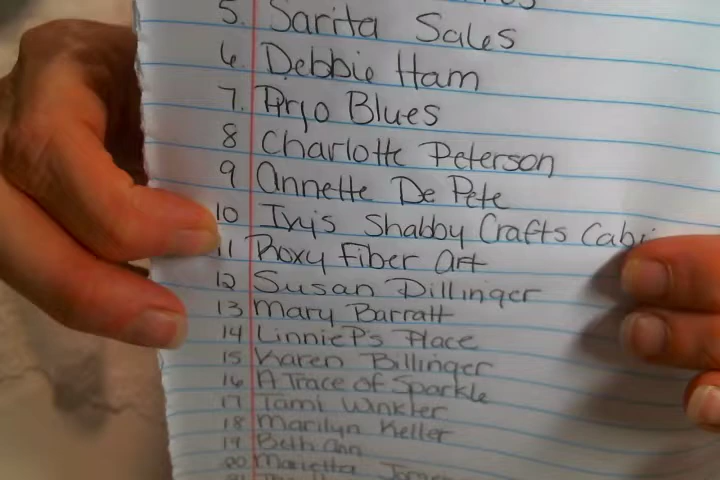 5. Sarita Sales
6. Debbie Ham
7. Arjo Blues
8 Charlotte Peterson
9 Annette De Pete
10 Ivy's Shabby Crafts Cabi
11 Roxy Fiber Art
12 Susan Dillinger
13 Mary Barratt
14 LinnieP's Place
15 Karen Billinger
16 A Trace of Sparkle
17 Tami Winkler
18 Marilyn Keller
19 Beth Ann
20 Marietta